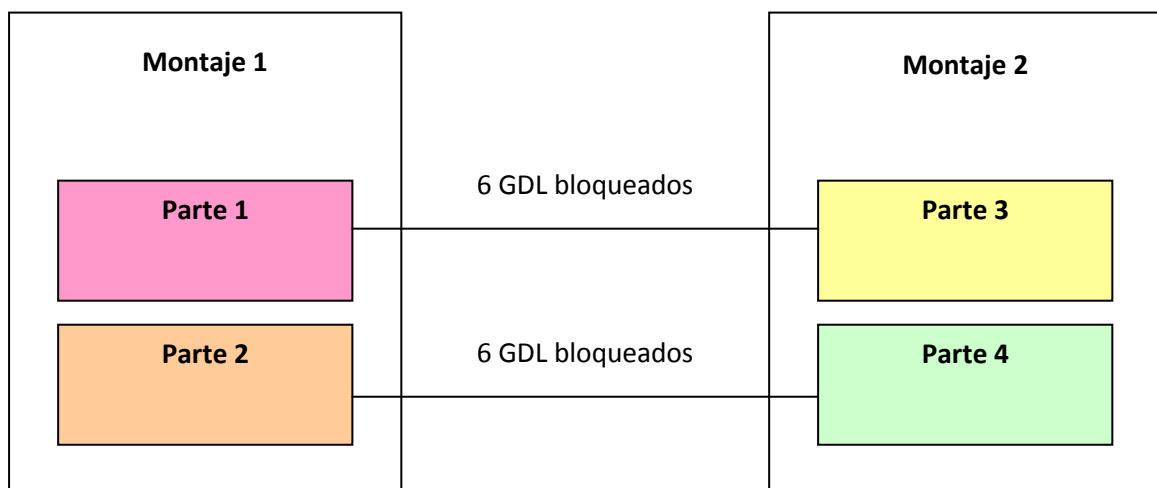 Montaje 1
Montaje 2
6 GDL bloqueados
Parte 1
Parte 3
6 GDL bloqueados
Parte 2
Parte 4